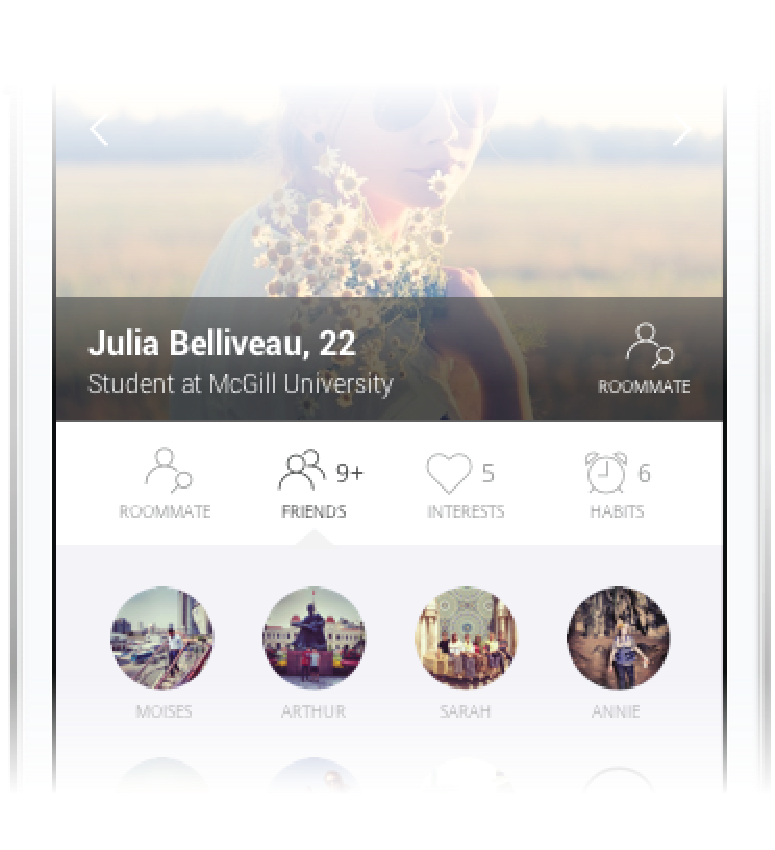 Julia Belliveau, 22
Student at McGill University
ROOMMATE
ROOMMATE
FRIENDS 9+
INTERESTS 5
HABITS 6
MOISES
ARTHUR
SARAH
ANNIE